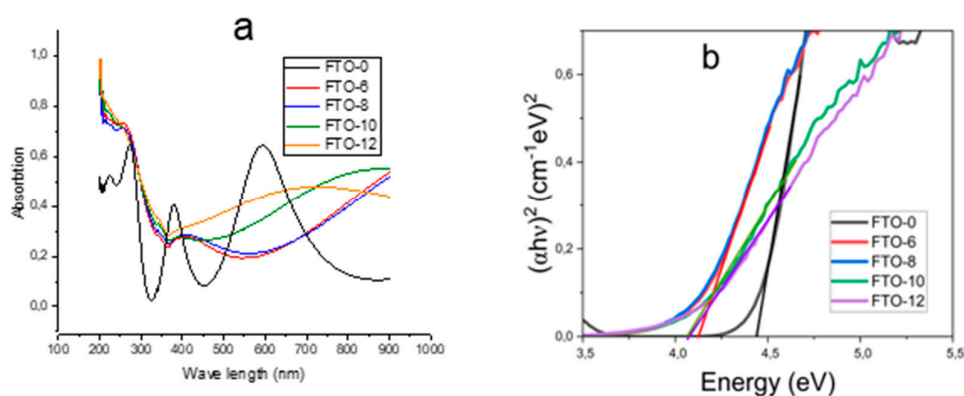 a
1,0
0,8
0,6
0,4
0,2
0,0
Absorbtion
FTO-0
FTO-6
FTO-8
FTO-10
FTO-12
100 200 300 400 500 600 700 800 900 1000
Wave length (nm)
b
0,6
0,4
0,2
0,0
(αhν)² (cm⁻¹eV)²
FTO-0
FTO-6
FTO-8
FTO-10
FTO-12
3,5 4,0 4,5 5,0 5,5
Energy (eV)